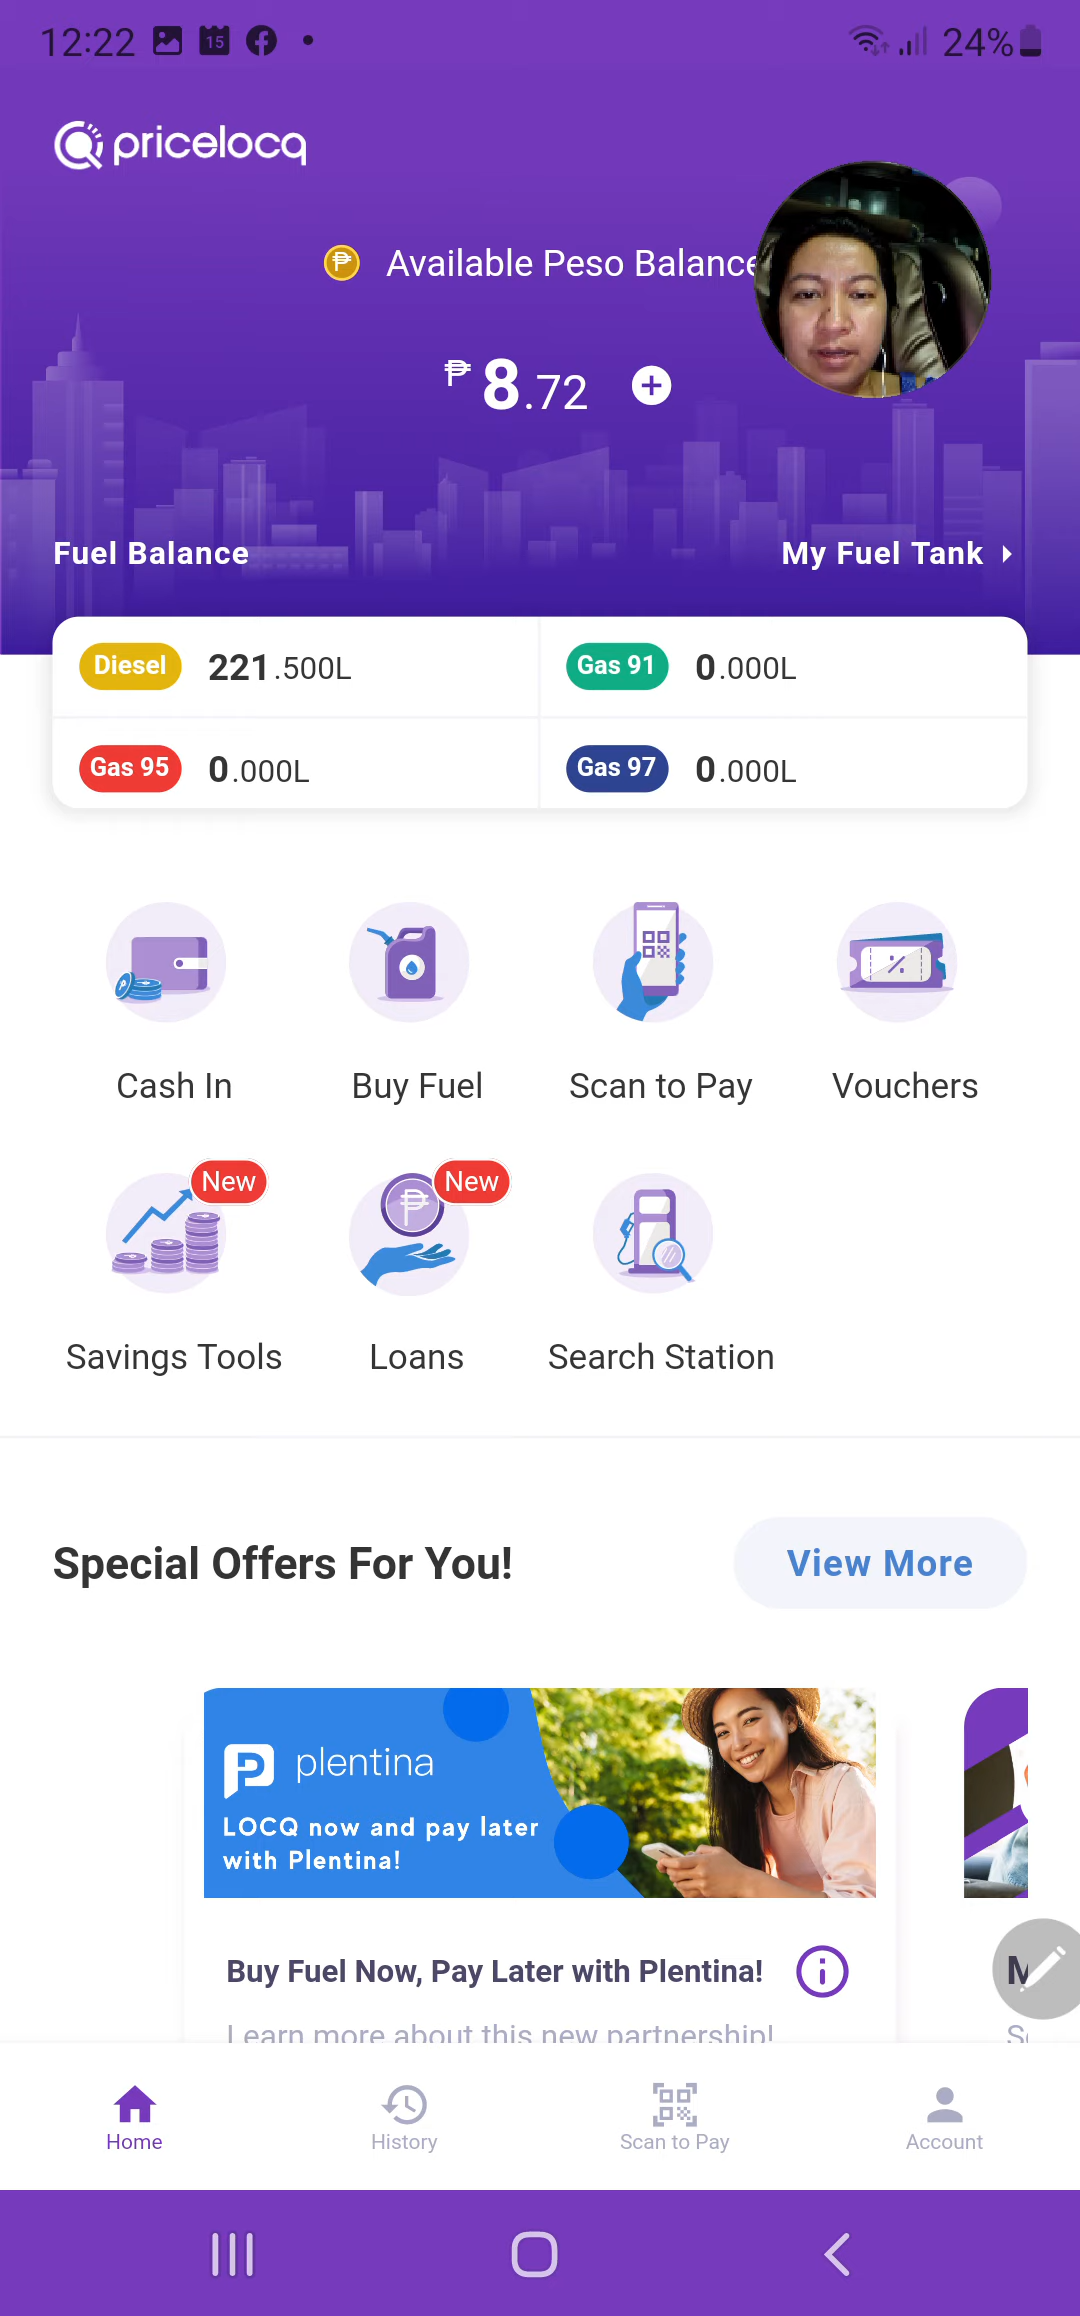 12:22 15 24%
priceloca
Available Peso Balance
₱ 8.72
Fuel Balance My Fuel Tank
Diesel 221.500L Gas 91 0.000L
Gas 95 0.000L Gas 97 0.000L
Cash In Buy Fuel Scan to Pay Vouchers
New New
Savings Tools Loans Search Station
Special Offers For You!
View More
plentina
LOCQ now and pay later
with Plentina!
Buy Fuel Now, Pay Later with Plentina!
Learn more about this new partnership!
Home History Scan to Pay Account